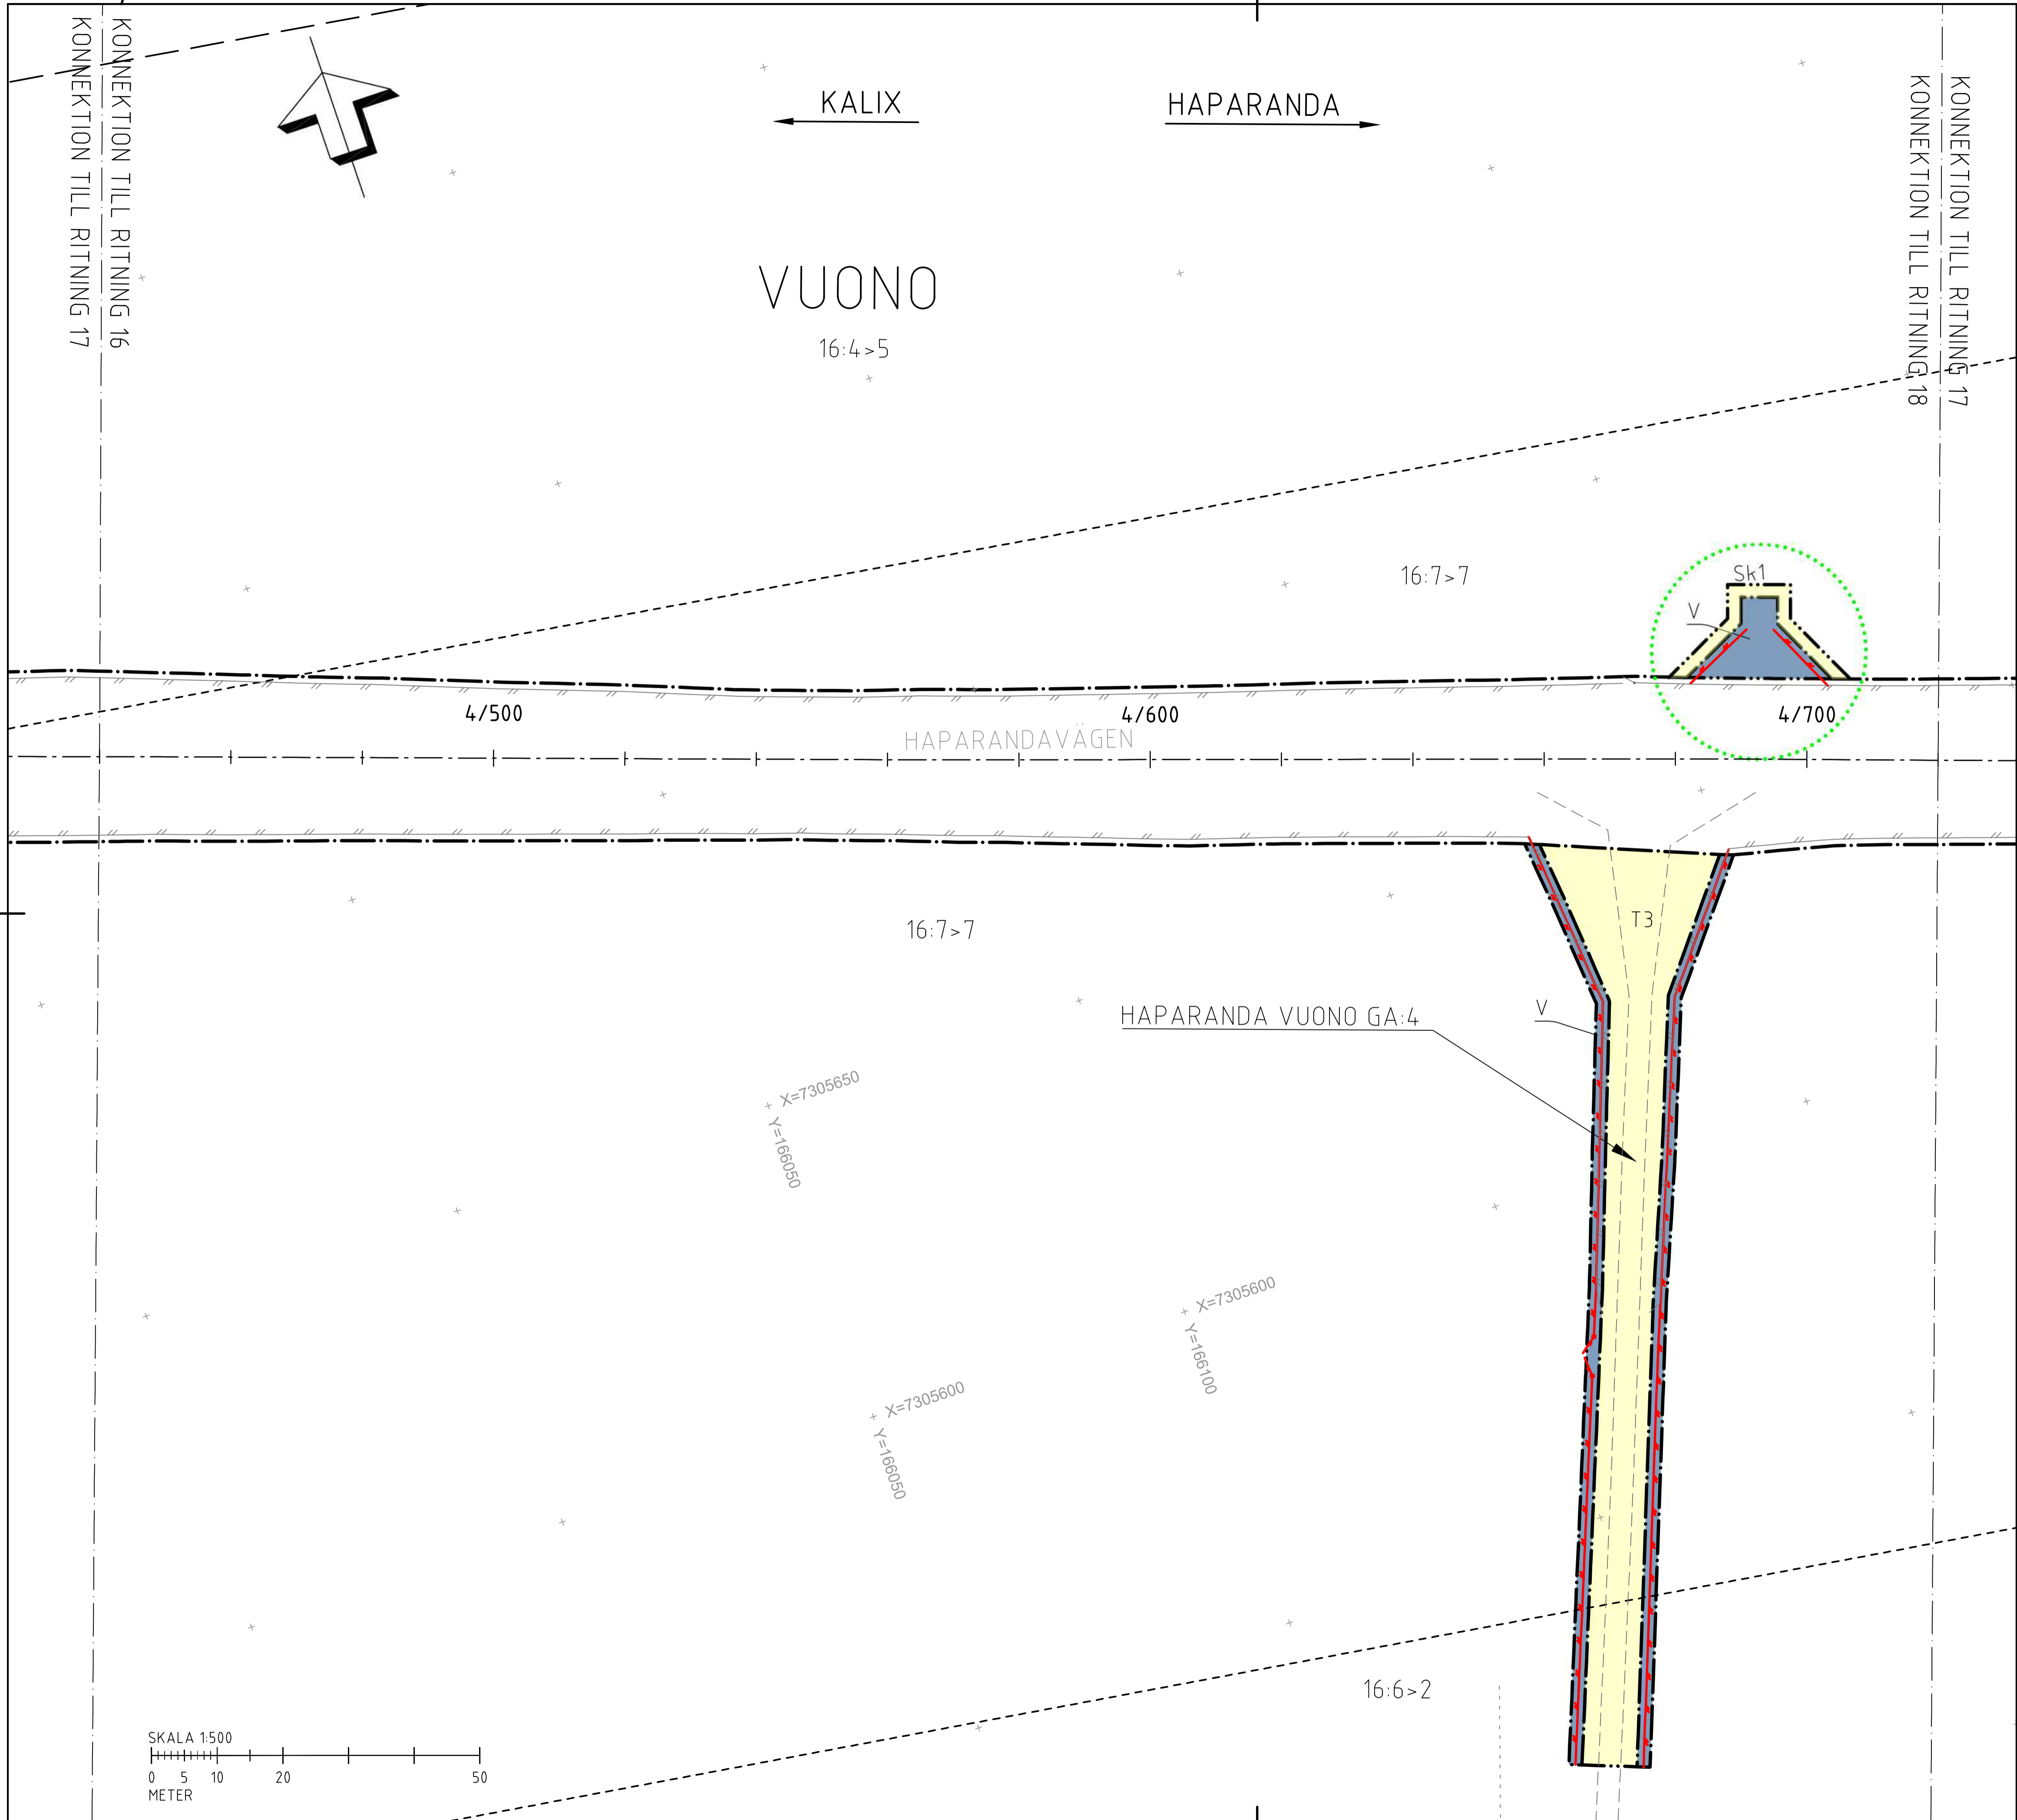 KONNEKTION TILL RITNING 16
KONNEKTION TILL RITNING 17
KALIX
HAPARANDA
KONNEKTION TILL RITNING 17
KONNEKTION TILL RITNING 18
VUONO
16:4>5
16:7>7
Sk1
V
4/500
4/600
4/700
HAPARANDAVÄGEN
16:7>7
T3
HAPARANDA VUONO GA:4
V
X=7305650
Y=166050
X=7305600
Y=166100
X=7305600
Y=166050
16:6>2
SKALA 1:500
0 5 10 20 50
METER